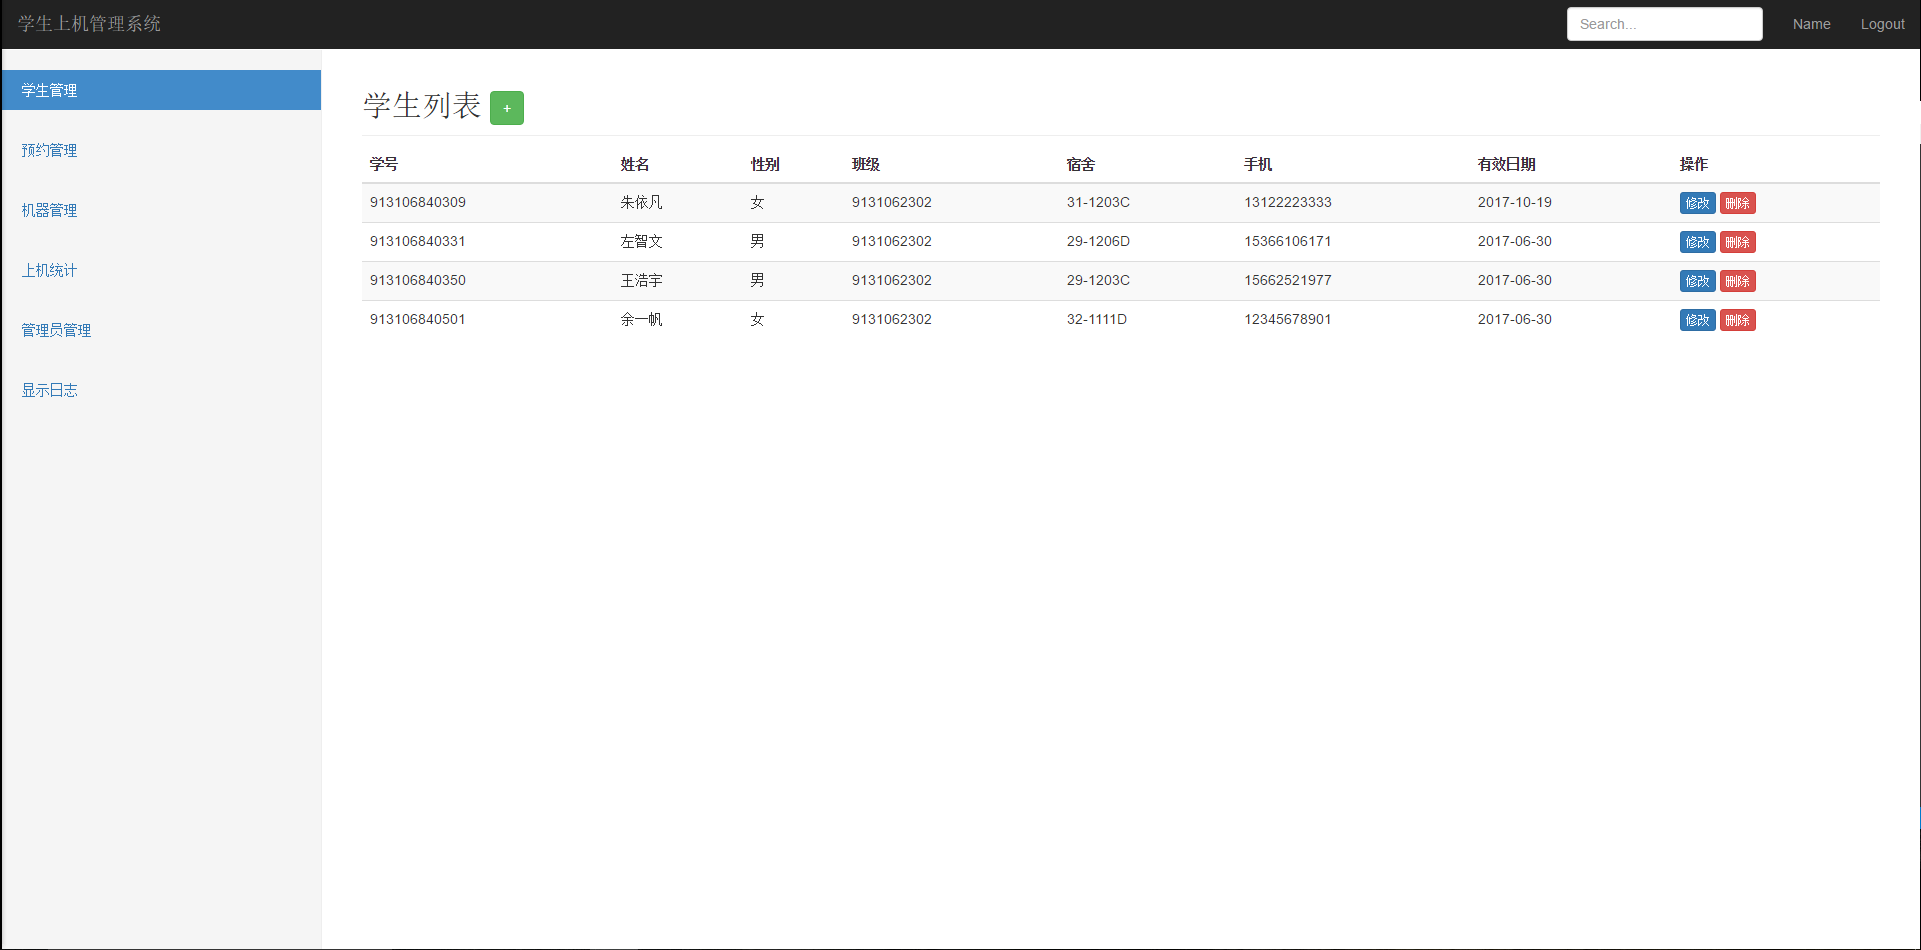 学生上机管理系统 Search... Name Logout
学生管理
预约管理
机器管理
上机统计
管理员管理
显示日志
学生列表 +
学号 姓名 性别 班级 宿舍 手机 有效日期 操作
913106840309 朱依凡 女 9131062302 31-1203C 13122223333 2017-10-19 修改 删除
913106840331 左智文 男 9131062302 29-1206D 15366106171 2017-06-30 修改 删除
913106840350 王浩宇 男 9131062302 29-1203C 15662521977 2017-06-30 修改 删除
913106840501 余一帆 女 9131062302 32-1111D 12345678901 2017-06-30 修改 删除